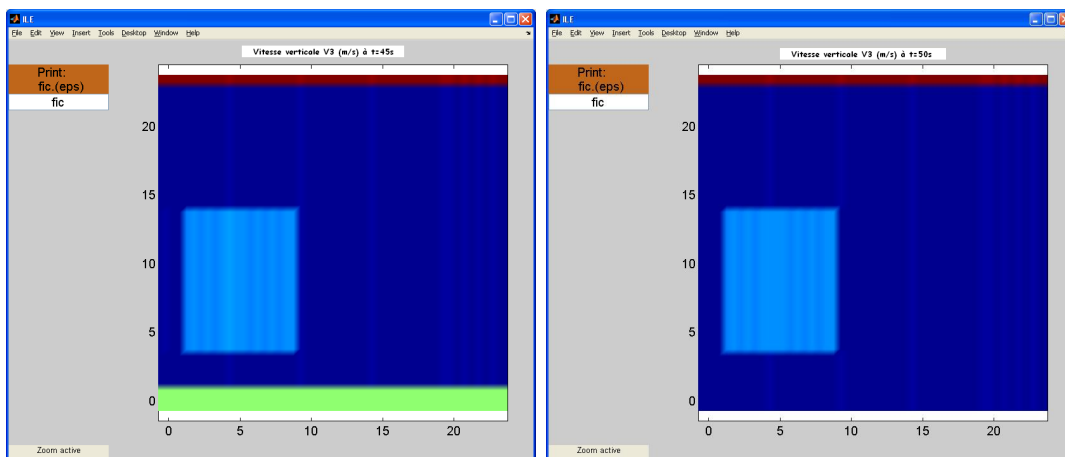 ILE
File Edit View Insert Tools Desktop Window Help
Vitesse verticale V3 (m/s) à t=45s
Print:
fic.(eps)
fic
20
15
10
5
0
0 5 10 15 20
Zoom active
ILE
File Edit View Insert Tools Desktop Window Help
Vitesse verticale V3 (m/s) à t=50s
Print:
fic.(eps)
fic
20
15
10
5
0
0 5 10 15 20
Zoom active